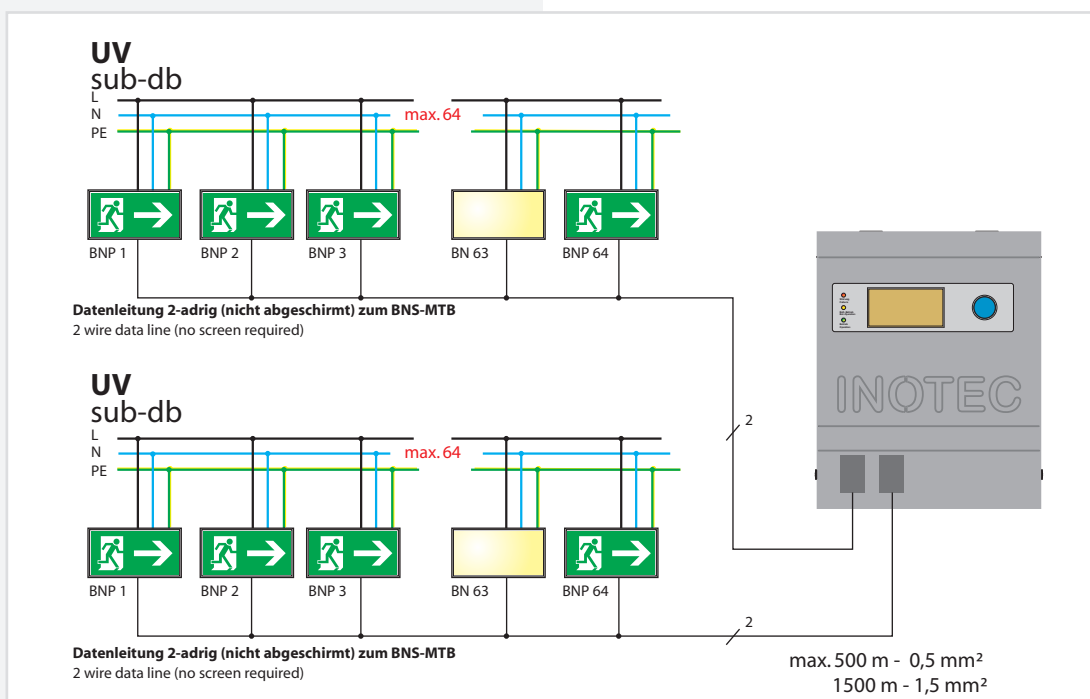 UV
sub-db
L
N
PE
max. 64
BNP 1
BNP 2
BNP 3
BN 63
BNP 64
Datenleitung 2-adrig (nicht abgeschirmt) zum BNS-MTB
2 wire data line (no screen required)
UV
sub-db
L
N
PE
max. 64
BNP 1
BNP 2
BNP 3
BN 63
BNP 64
Datenleitung 2-adrig (nicht abgeschirmt) zum BNS-MTB
2 wire data line (no screen required)
2
2
INOTEC
max. 500 m - 0,5 mm²
1500 m - 1,5 mm²